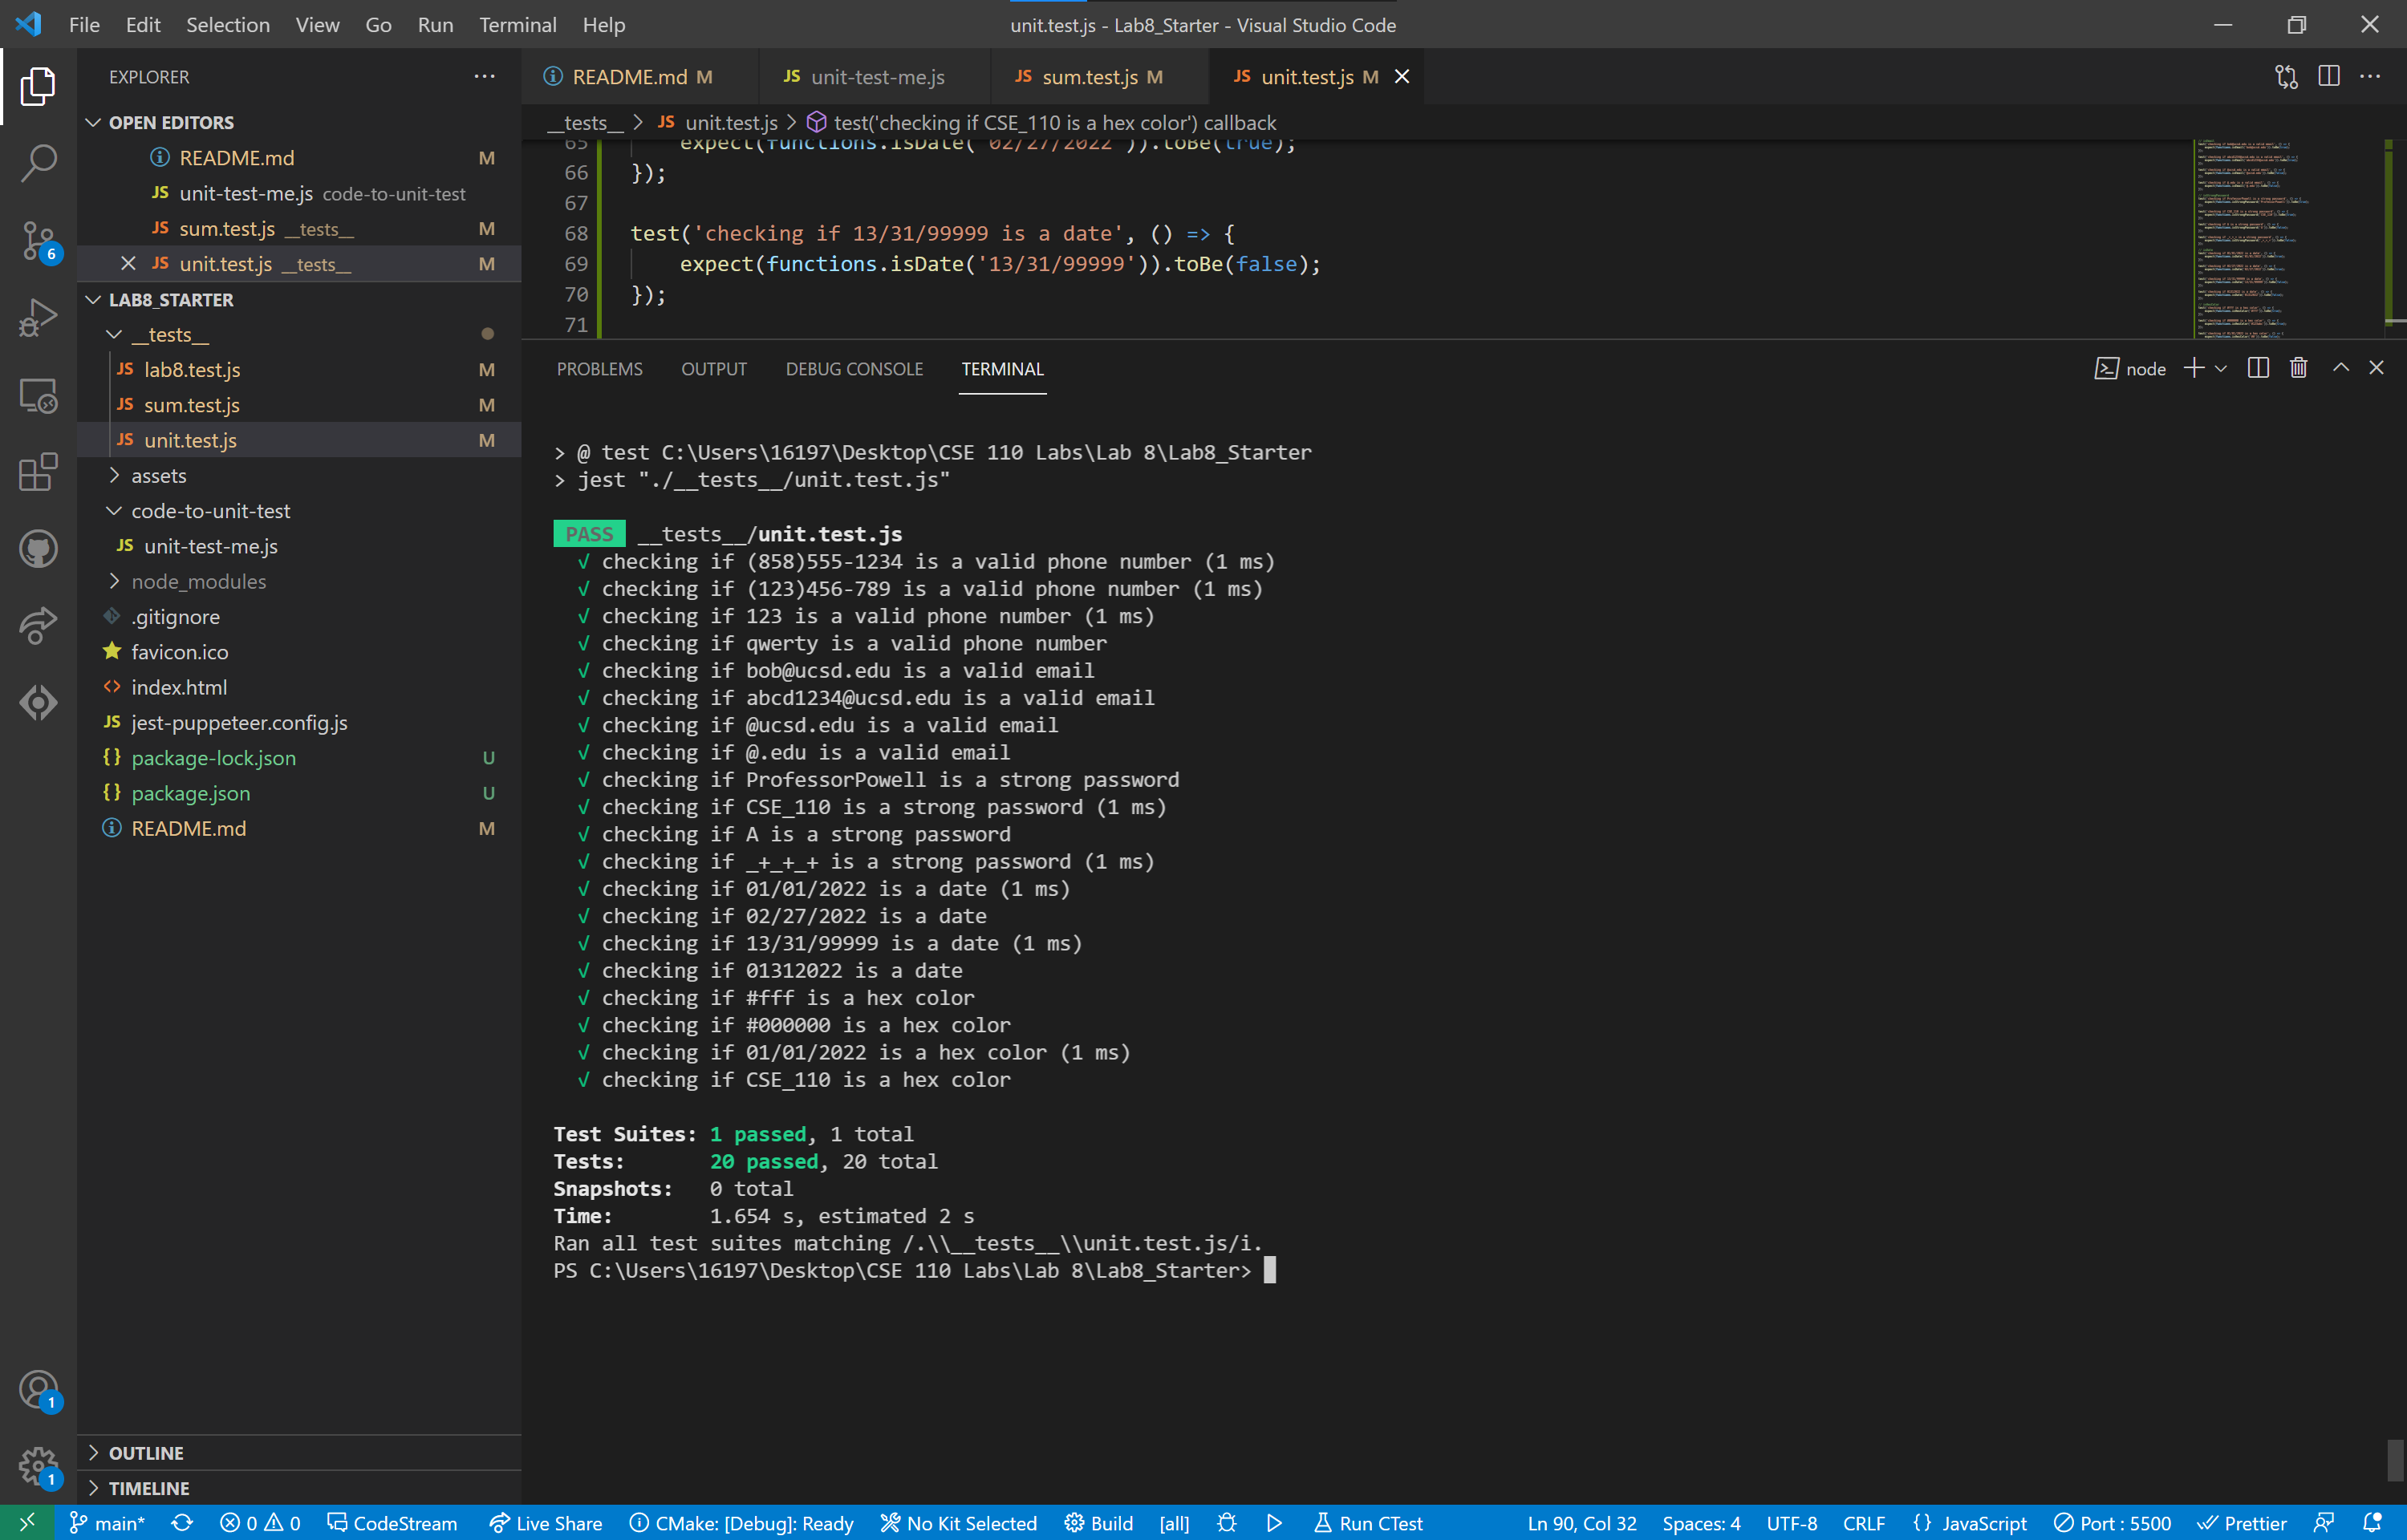 File Edit Selection View Go Run Terminal Help
unit.test.js - Lab8_Starter - Visual Studio Code
EXPLORER
OPEN EDITORS
README.md M
unit-test-me.js code-to-unit-test
JS sum.test.js __tests__ M
JS unit.test.js __tests__ M
LAB8_STARTER
__tests__
JS lab8.test.js M
JS sum.test.js M
JS unit.test.js M
assets
code-to-unit-test
JS unit-test-me.js
node_modules
.gitignore
favicon.ico
index.html
JS jest-puppeteer.config.js
{} package-lock.json U
{} package.json U
README.md M
OUTLINE
TIMELINE
README.md M
JS unit-test-me.js
JS sum.test.js M
JS unit.test.js M
__tests__ > JS unit.test.js > test('checking if CSE_110 is a hex color') callback
65 expect(functions.isDate('02/27/2022')).toBe(true);
66 });
67
68 test('checking if 13/31/99999 is a date', () => {
69 expect(functions.isDate('13/31/99999')).toBe(false);
70 });
71
PROBLEMS OUTPUT DEBUG CONSOLE TERMINAL
node
> @ test C:\Users\16197\Desktop\CSE 110 Labs\Lab 8\Lab8_Starter
> jest "./__tests__/unit.test.js"
PASS __tests__/unit.test.js
√ checking if (858)555-1234 is a valid phone number (1 ms)
√ checking if (123)456-789 is a valid phone number (1 ms)
√ checking if 123 is a valid phone number (1 ms)
√ checking if qwerty is a valid phone number
√ checking if bob@ucsd.edu is a valid email
√ checking if abcd1234@ucsd.edu is a valid email
√ checking if @ucsd.edu is a valid email
√ checking if @.edu is a valid email
√ checking if ProfessorPowell is a strong password
√ checking if CSE_110 is a strong password (1 ms)
√ checking if A is a strong password
√ checking if _+_+_+ is a strong password (1 ms)
√ checking if 01/01/2022 is a date (1 ms)
√ checking if 02/27/2022 is a date
√ checking if 13/31/99999 is a date (1 ms)
√ checking if 01312022 is a date
√ checking if #fff is a hex color
√ checking if #000000 is a hex color
√ checking if 01/01/2022 is a hex color (1 ms)
√ checking if CSE_110 is a hex color
Test Suites: 1 passed, 1 total
Tests: 20 passed, 20 total
Snapshots: 0 total
Time: 1.654 s, estimated 2 s
Ran all test suites matching /.\\__tests__\\unit.test.js/i.
PS C:\Users\16197\Desktop\CSE 110 Labs\Lab 8\Lab8_Starter>
6
1
1
main* 0 0 CodeStream Live Share CMake: [Debug]: Ready No Kit Selected Build [all] Run CTest Ln 90, Col 32 Spaces: 4 UTF-8 CRLF {} JavaScript Port : 5500 Prettier